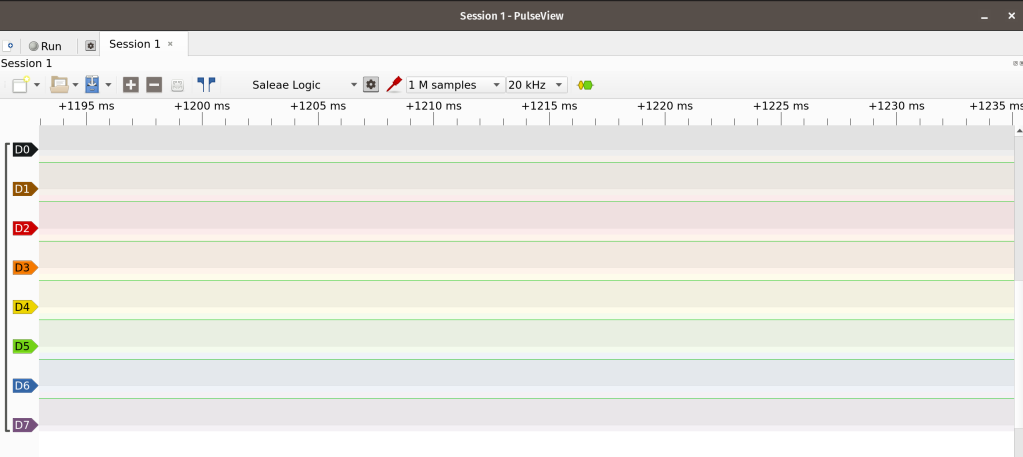 Session 1 - PulseView
Run
Session 1
Session 1
Saleae Logic 1 M samples 20 kHz
+1195 ms +1200 ms +1205 ms +1210 ms +1215 ms +1220 ms +1225 ms +1230 ms +1235 ms
D0
D1
D2
D3
D4
D5
D6
D7